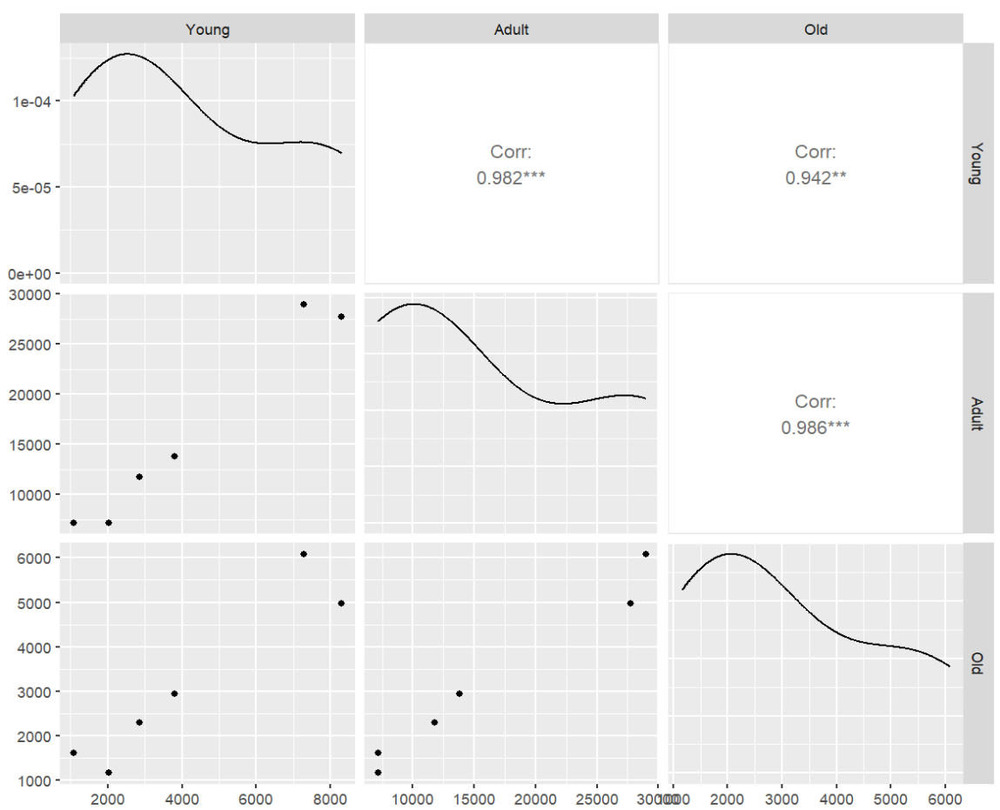 Young
Adult
Old
1e-04
5e-05
0e+00
Corr:
0.982***
Corr:
0.942**
Young
30000
25000
20000
15000
10000
Corr:
0.986***
Adult
6000
5000
4000
3000
2000
1000
Old
2000 4000 6000 8000
10000 15000 20000 25000 30000
1000 2000 3000 4000 5000 6000